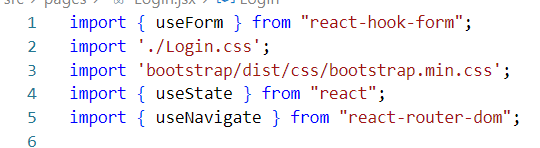 src > pages > Login.jsx > Login
1 import { useForm } from "react-hook-form";
2 import './Login.css';
3 import 'bootstrap/dist/css/bootstrap.min.css';
4 import { useState } from "react";
5 import { useNavigate } from "react-router-dom";
6